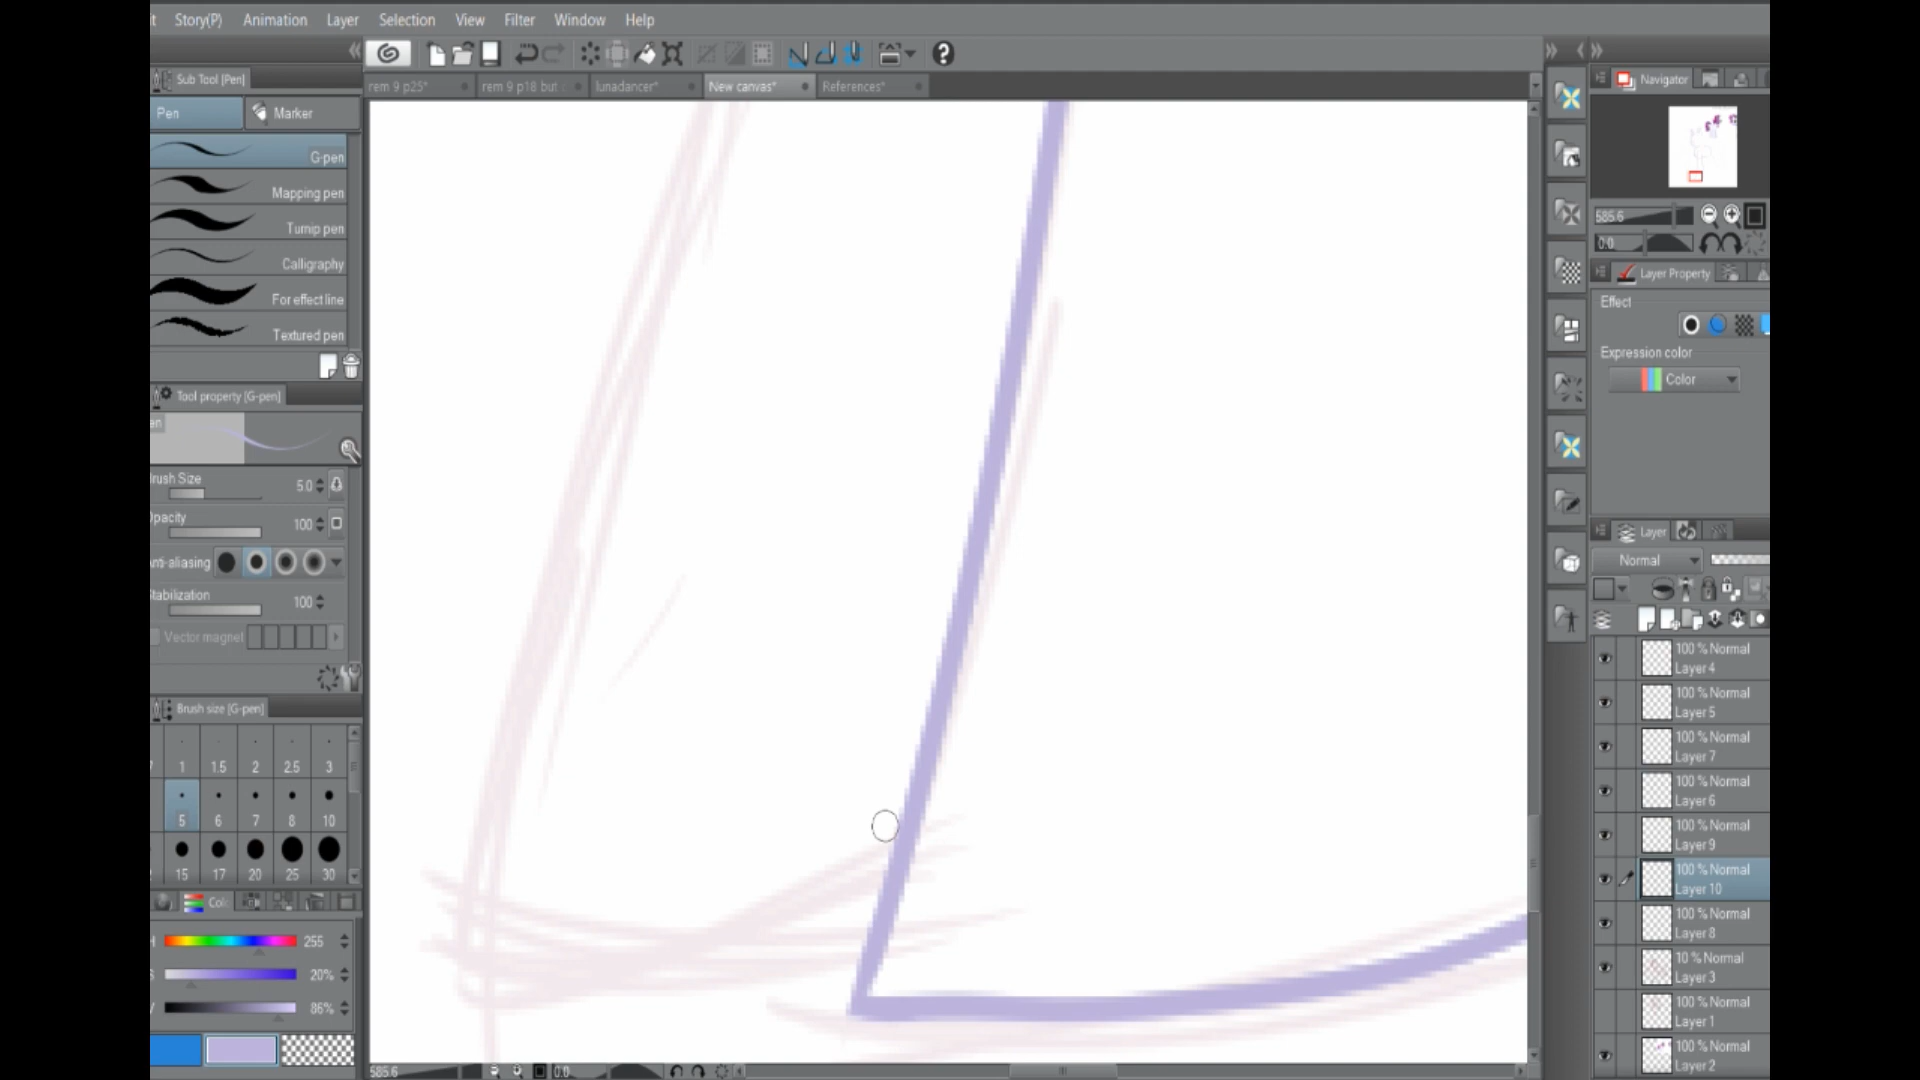 t Story(P) Animation Layer Selection View Filter Window Help
Sub Tool [Pen]
Pen Marker
G-pen
Mapping pen
Turnip pen
Calligraphy
For effect line
Textured pen
Tool property [G-pen]
en
rush Size 5.0
pacity 100
nti-aliasing
tabilization 100
Vector magnet
Brush size [G-pen]
1 1.5 2 2.5 3
5 6 7 8 10
15 17 20 25 30
Col
H 255
S 20%
V 86%
rem 9 p25* rem 9 p18 but lunadancer* New canvas* References*
585.6 0.0
Navigator
585.6
0.0
Layer Property
Effect
Expression color
Color
Layer
Normal
100 % Normal
Layer 4
100 % Normal
Layer 5
100 % Normal
Layer 7
100 % Normal
Layer 6
100 % Normal
Layer 9
100 % Normal
Layer 10
100 % Normal
Layer 8
10 % Normal
Layer 3
100 % Normal
Layer 1
100 % Normal
Layer 2